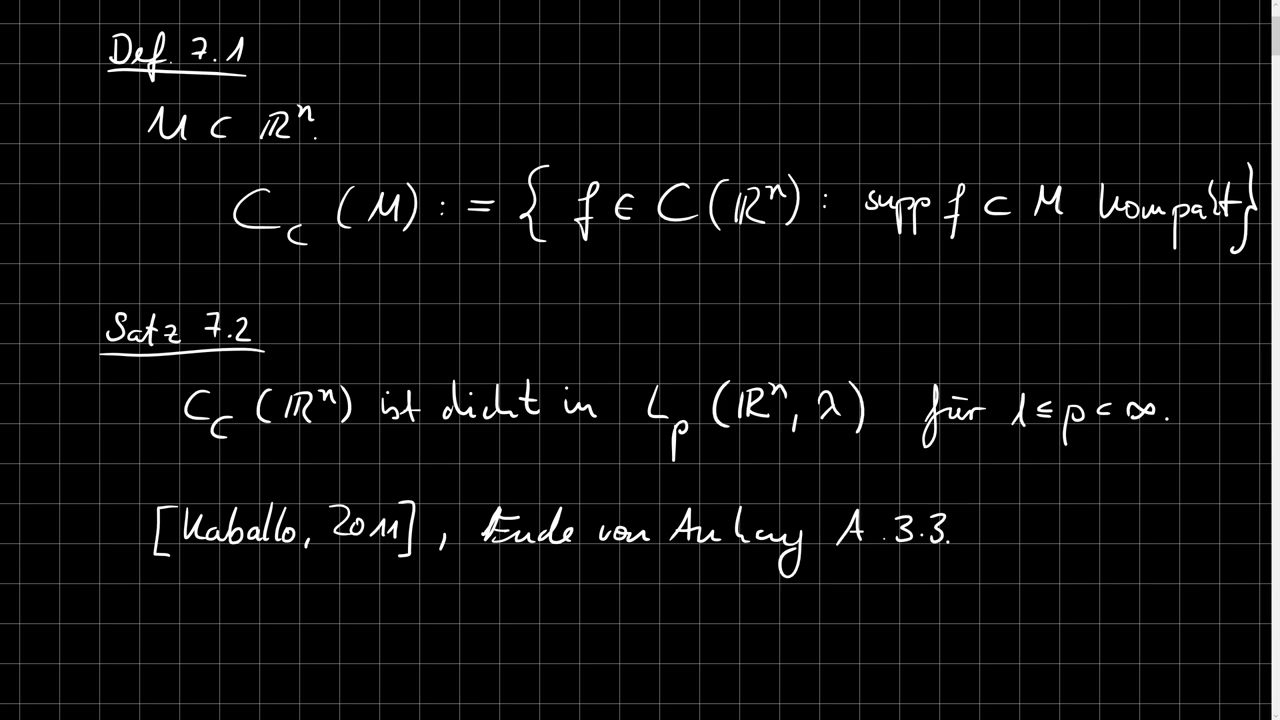 Def. 7.1
M ⊂ ℝⁿ.
C_c (M) := { f ∈ C(ℝⁿ) : supp f ⊂ M kompakt}
Satz 7.2
C_c (ℝⁿ) ist dicht in L_p (ℝⁿ, λ) für 1 ≤ p < ∞.
[Kaballo, 2011], Ende von Anhang A.3.3.